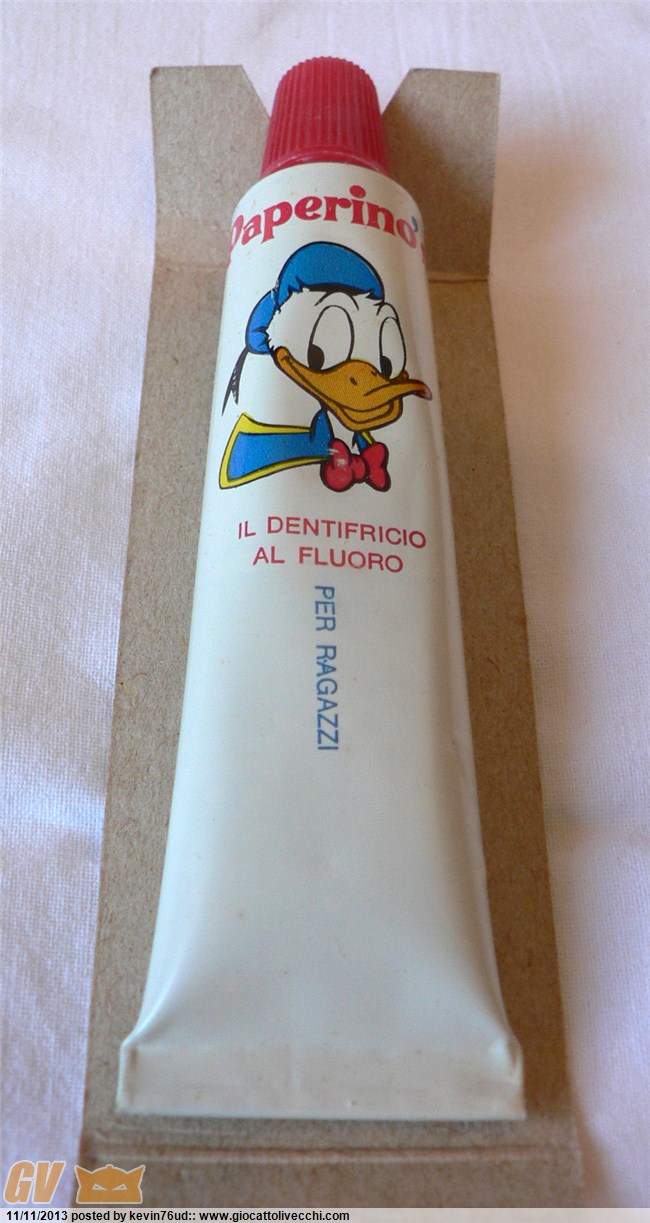 Paperino's
IL DENTIFRICIO
AL FLUORO
PER RAGAZZI
GV
11/11/2013 posted by kevin76ud:: www.giocattolivecchi.com